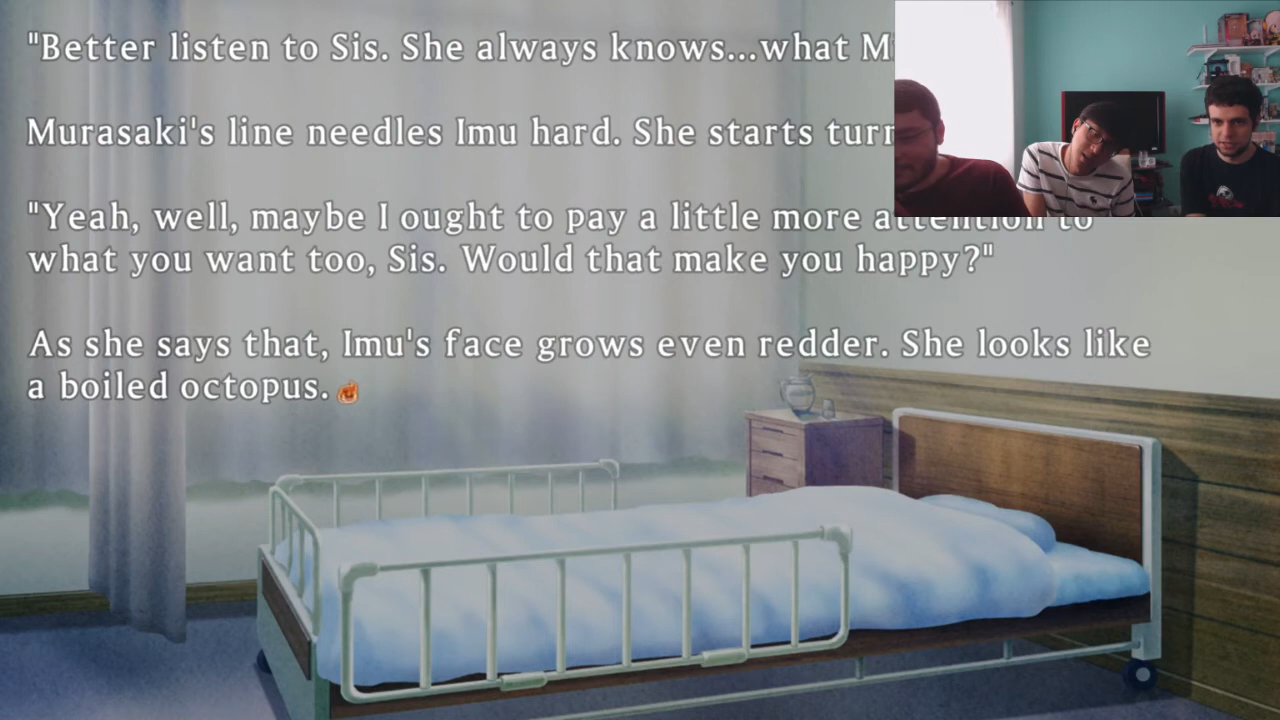 "Better listen to Sis. She always knows...what
Murasaki's line needles Imu hard. She starts
"Yeah, well, maybe I ought to pay a little more attention to
what you want too, Sis. Would that make you happy?"
As she says that, Imu's face grows even redder. She looks like
a boiled octopus.